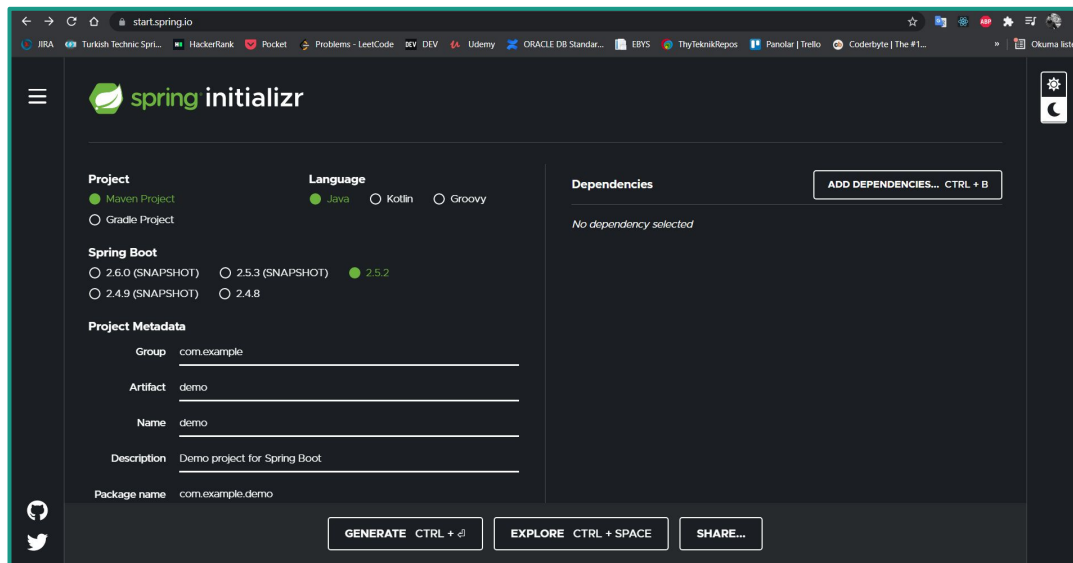 start.spring.io
JIRA Turkish Technic Spri... HackerRank Pocket Problems - LeetCode DEV DEV Udemy ORACLE DB Standar... EBYS ThyTeknikRepos Panolar | Trello Coderbyte | The #1... » Okuma liste
spring initializr
Project
Maven Project
Gradle Project
Language
Java Kotlin Groovy
Spring Boot
2.6.0 (SNAPSHOT) 2.5.3 (SNAPSHOT) 2.5.2
2.4.9 (SNAPSHOT) 2.4.8
Project Metadata
Group com.example
Artifact demo
Name demo
Description Demo project for Spring Boot
Package name com.example.demo
Dependencies ADD DEPENDENCIES... CTRL + B
No dependency selected
GENERATE CTRL + ⏎ EXPLORE CTRL + SPACE SHARE...